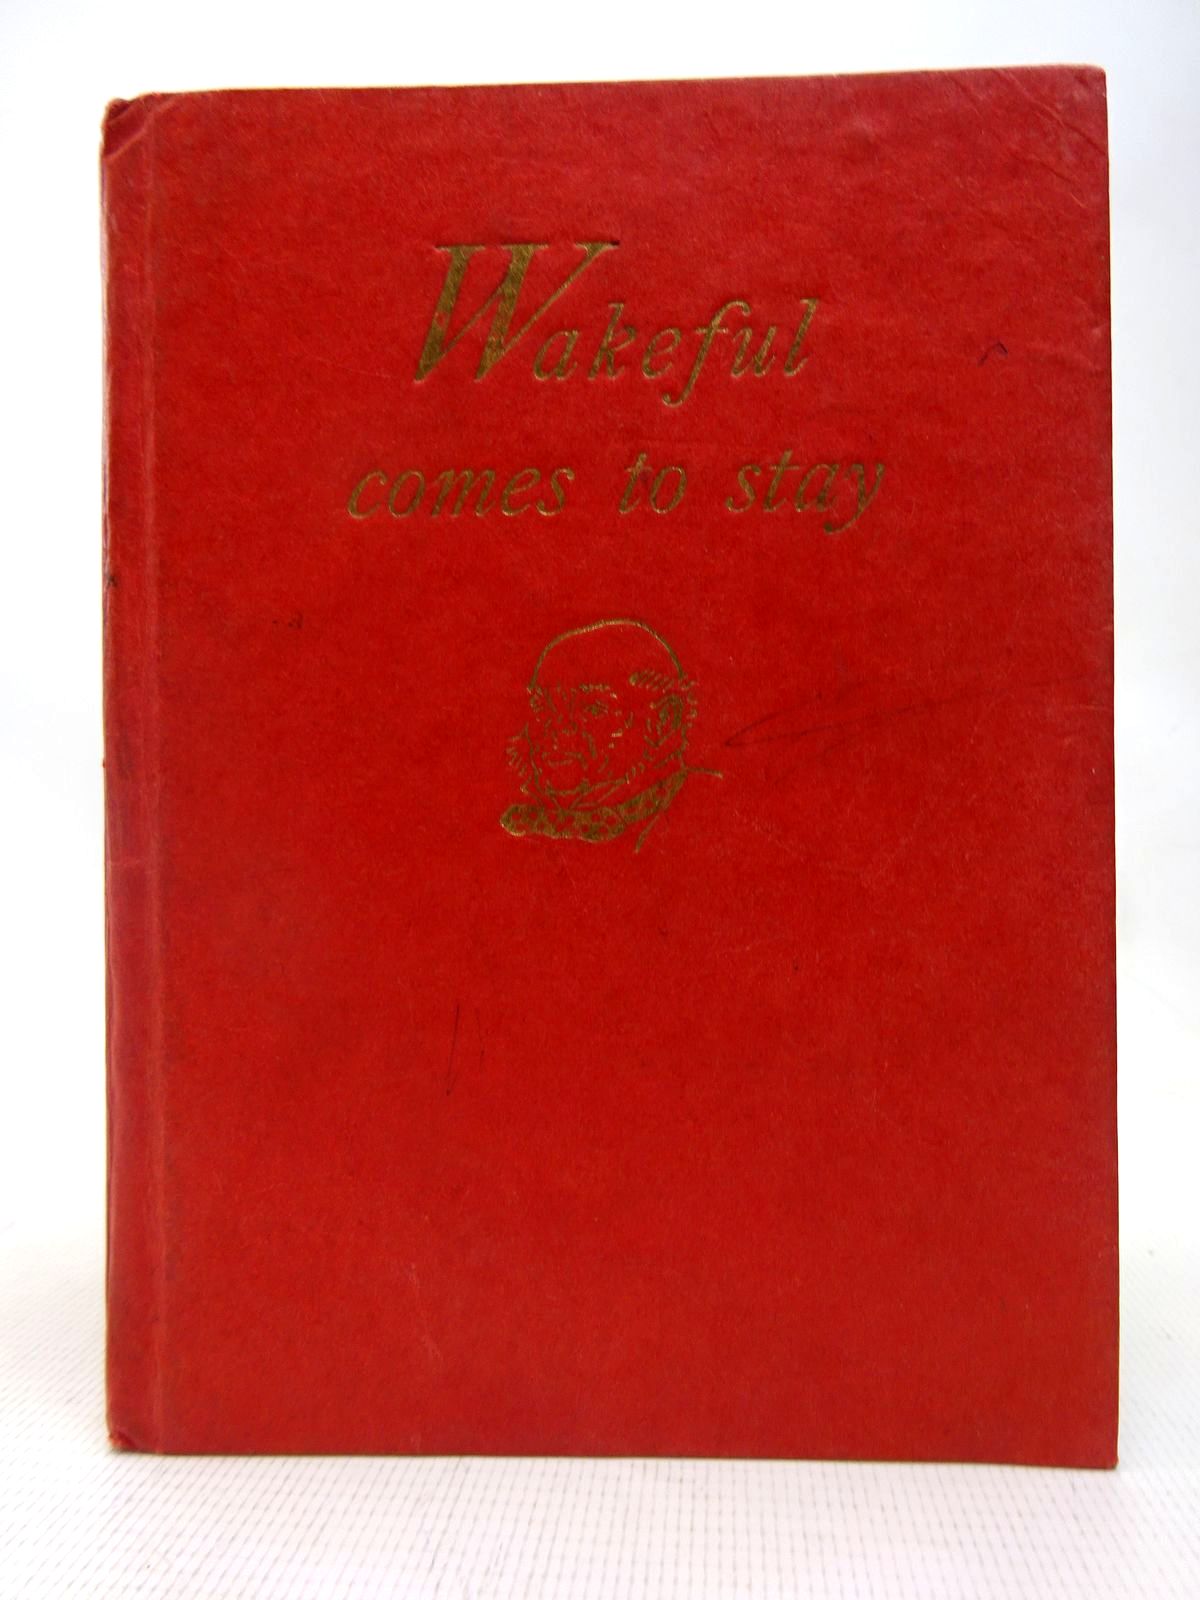 Wakeful
comes to stay